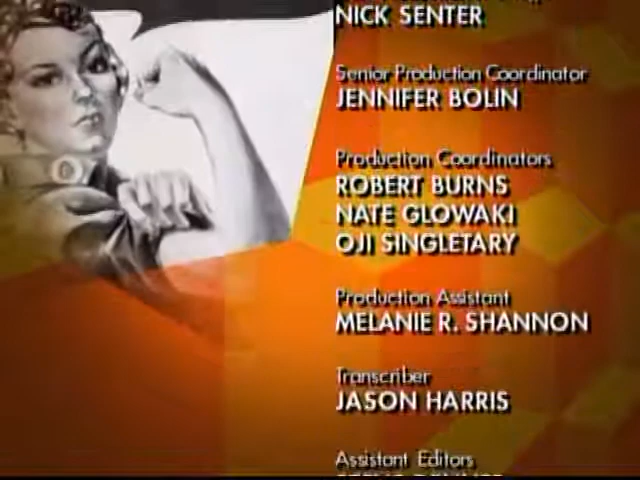 NICK SENTER
Senior Production Coordinator
JENNIFER BOLIN
Production Coordinators
ROBERT BURNS
NATE GLOWAKI
OJI SINGLETARY
Production Assistant
MELANIE R. SHANNON
Transcriber
JASON HARRIS
Assistant Editors